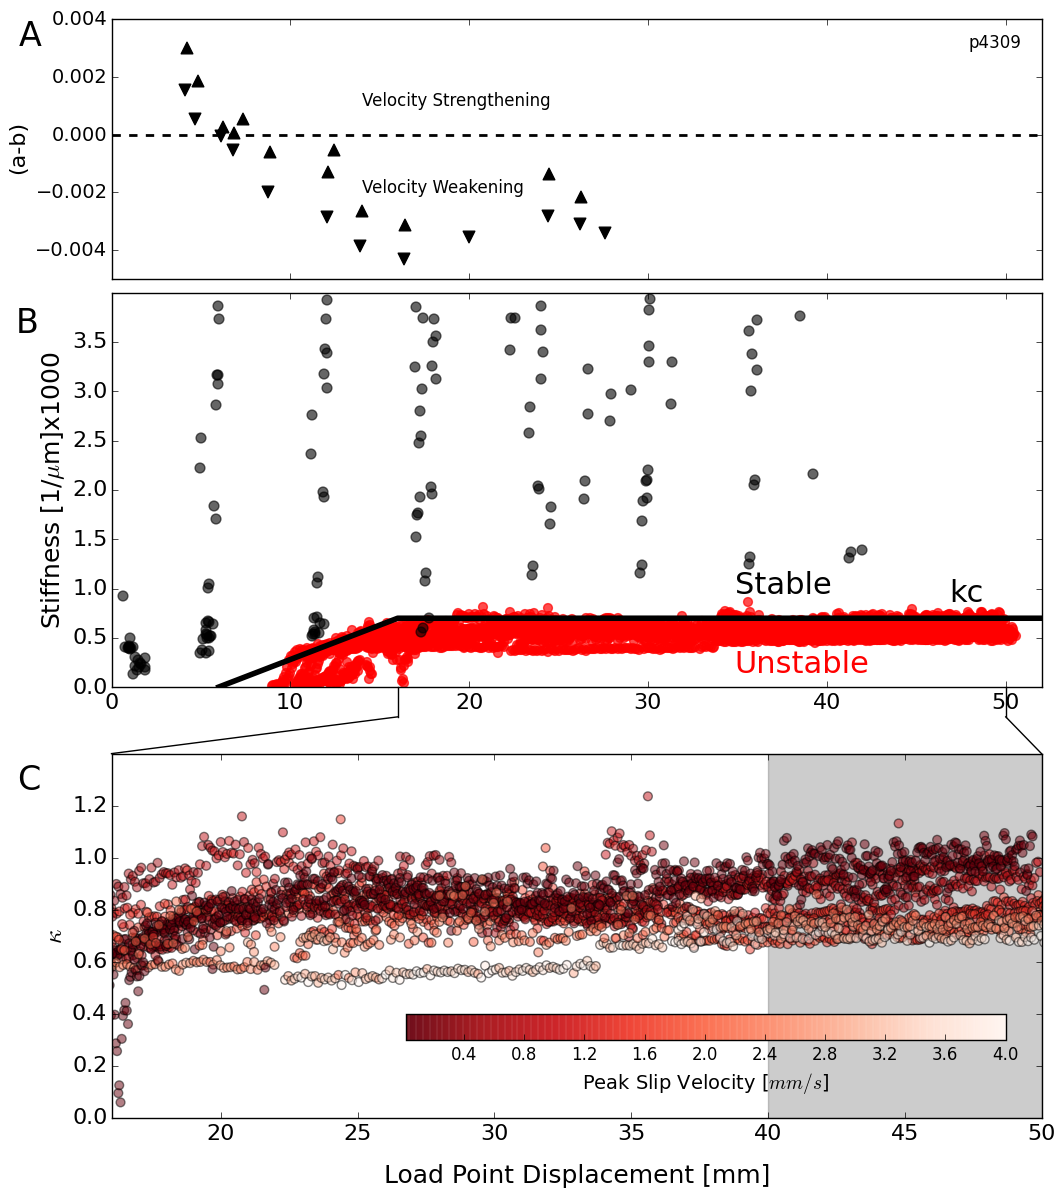 A
0.004
0.002
0.000
−0.002
−0.004
(a-b)
p4309
Velocity Strengthening
Velocity Weakening
B
3.5
3.0
2.5
2.0
1.5
1.0
0.5
0.0
Stiffness [1/μm]x1000
Stable
kc
Unstable
0 10 20 30 40 50
C
1.2
1.0
0.8
0.6
0.4
0.2
0.0
κ
0.4 0.8 1.2 1.6 2.0 2.4 2.8 3.2 3.6 4.0
Peak Slip Velocity [mm/s]
20 25 30 35 40 45 50
Load Point Displacement [mm]